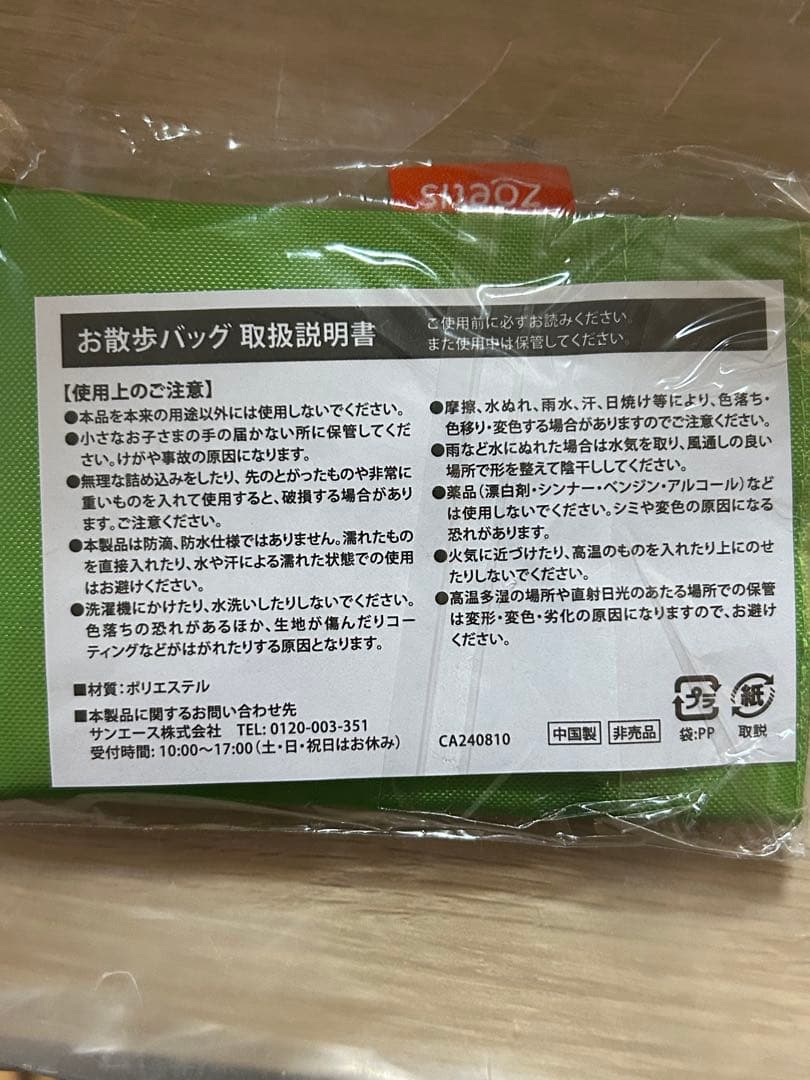 zoetis
お散歩バッグ 取扱説明書
ご使用前に必ずお読みください。
また使用中は保管してください。
【使用上のご注意】
●本品を本来の用途以外には使用しないでください。
●小さなお子さまの手の届かない所に保管してくだ
さい。けがや事故の原因になります。
●無理な詰め込みをしたり、先のとがったものや非常に
重いものを入れて使用すると、破損する場合があり
ます。ご注意ください。
●本製品は防滴、防水仕様ではありません。濡れたもの
を直接入れたり、水や汗による濡れた状態での使用
はお避けください。
●洗濯機にかけたり、水洗いしたりしないでください。
色落ちの恐れがあるほか、生地が傷んだりコー
ティングなどがはがれたりする原因となります。
●摩擦、水ぬれ、雨水、汗、日焼け等により、色落ち・
色移り・変色する場合がありますのでご注意ください。
●雨など水にぬれた場合は水気を取り、風通しの良い
場所で形を整えて陰干ししてください。
●薬品（漂白剤・シンナー・ベンジン・アルコール）など
は使用しないでください。シミや変色の原因になる
恐れがあります。
●火気に近づけたり、高温のものを入れたり上にのせ
たりしないでください。
●高温多湿の場所や直射日光のあたる場所での保管
は変形・変色・劣化の原因になりますので、お避け
ください。
■材質：ポリエステル
■本製品に関するお問い合わせ先
サンエース株式会社 TEL: 0120-003-351
受付時間: 10:00～17:00（土・日・祝日はお休み）
CA240810
中国製
非売品
プラ
袋:PP
紙
取説